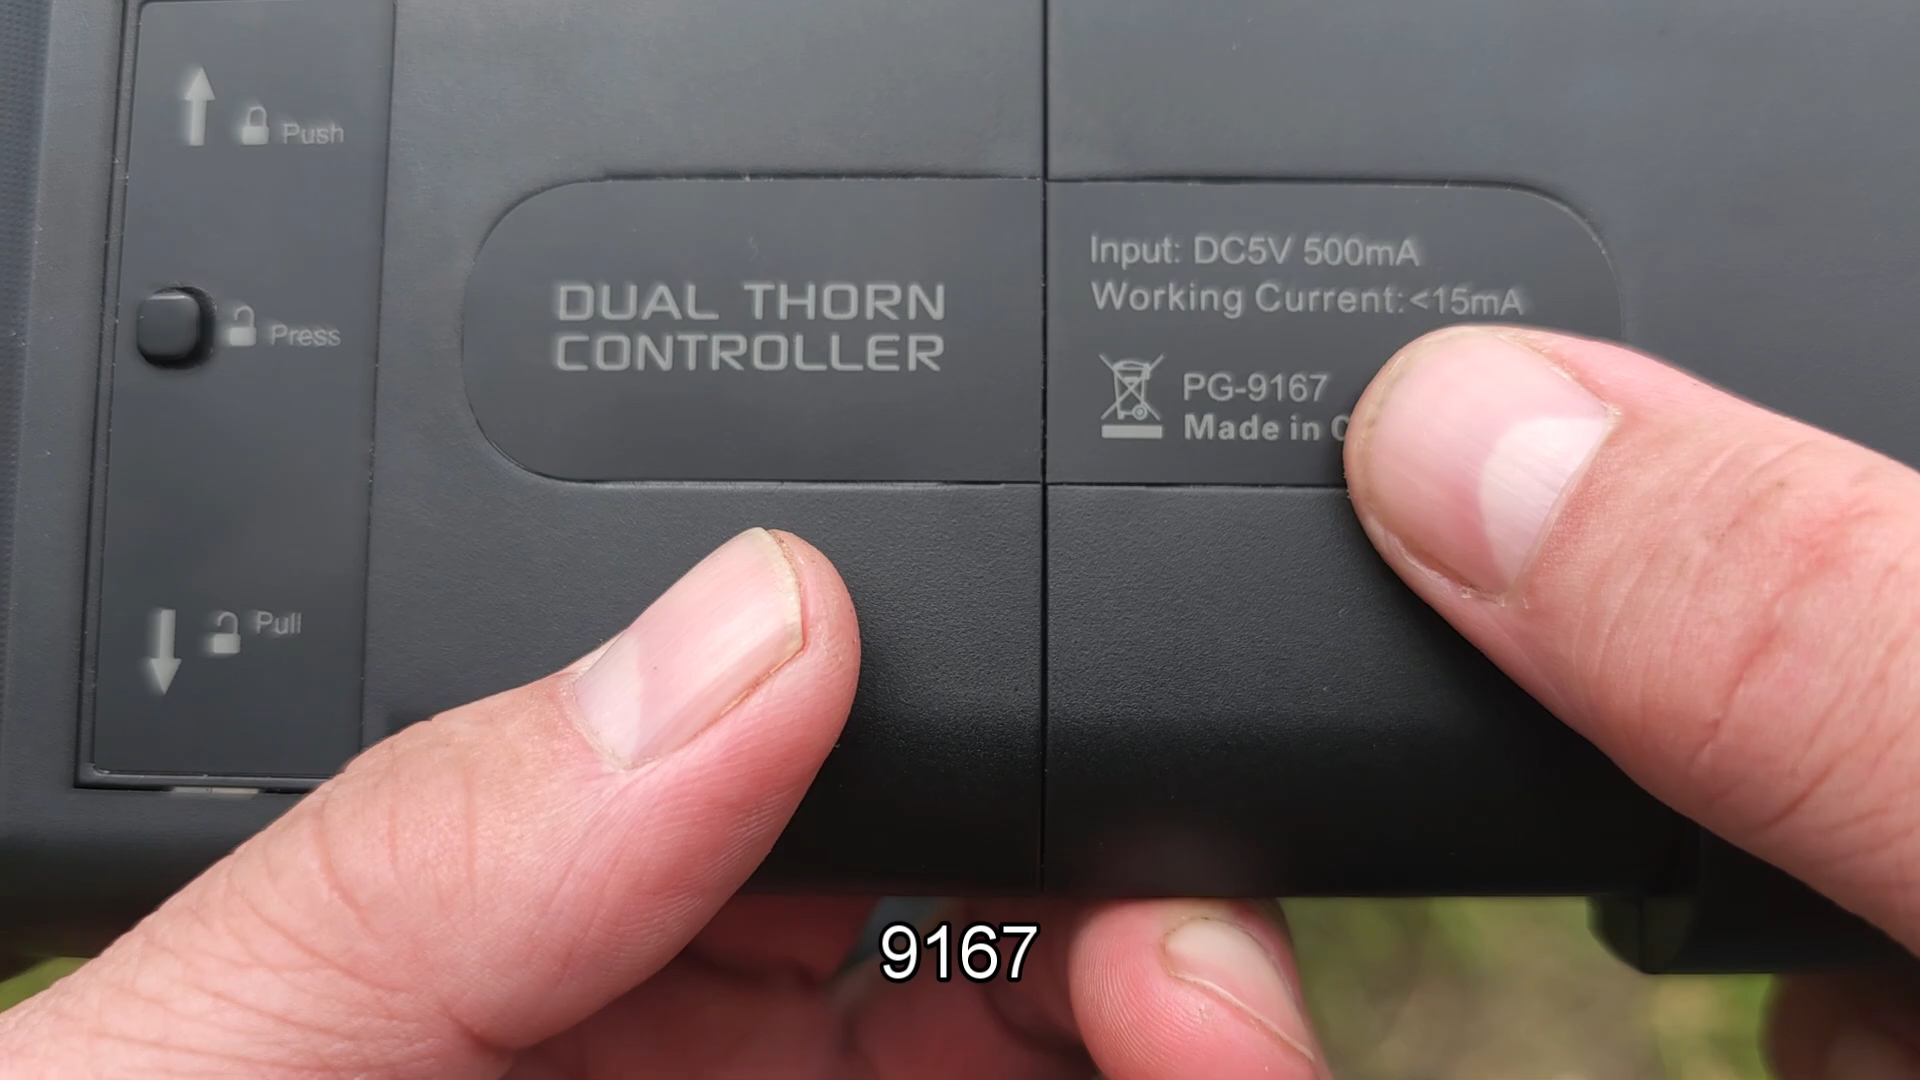 Push
Press
Pull
DUAL THORN
CONTROLLER
Input: DC5V 500mA
Working Current:<15mA
PG-9167
Made in
9167